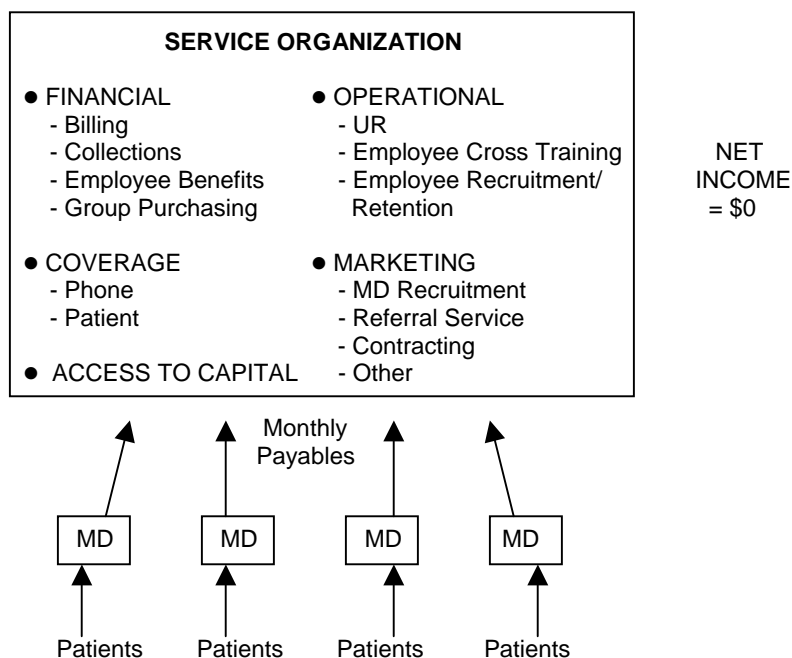 SERVICE ORGANIZATION
● FINANCIAL
- Billing
- Collections
- Employee Benefits
- Group Purchasing
● OPERATIONAL
- UR
- Employee Cross Training
- Employee Recruitment/
Retention
● COVERAGE
- Phone
- Patient
● MARKETING
- MD Recruitment
- Referral Service
- Contracting
- Other
● ACCESS TO CAPITAL
NET
INCOME
= $0
Monthly
Payables
MD MD MD MD
Patients Patients Patients Patients